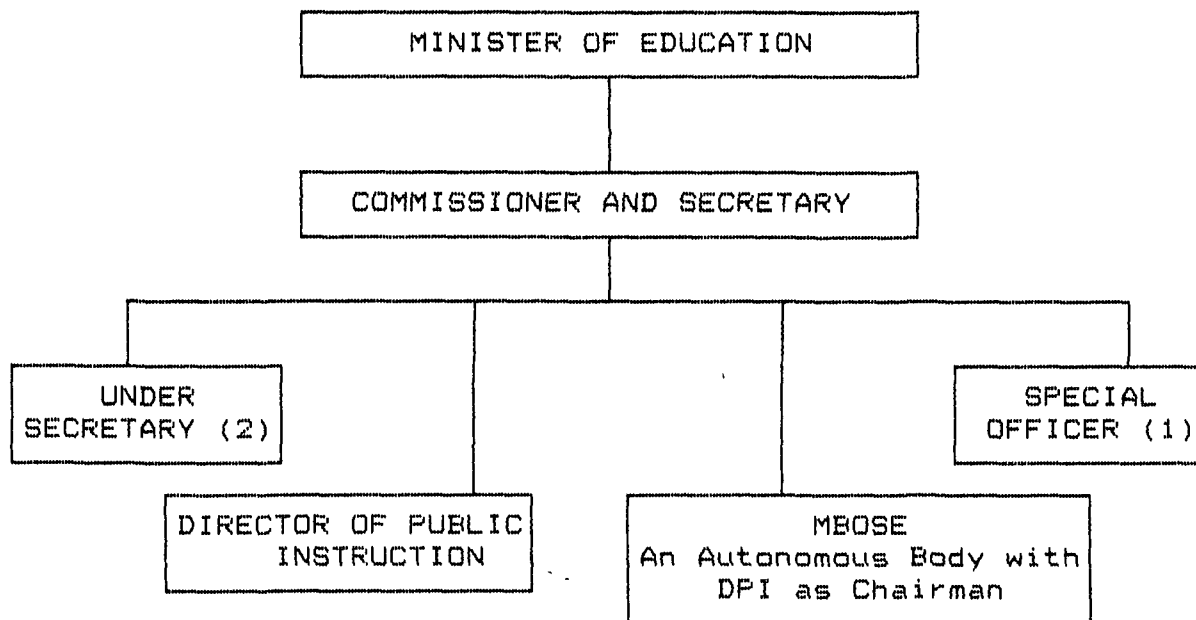 MINISTER OF EDUCATION
COMMISSIONER AND SECRETARY
UNDER
SECRETARY (2)
SPECIAL
OFFICER (1)
DIRECTOR OF PUBLIC
INSTRUCTION
MBOSE
An Autonomous Body with
DPI as Chairman